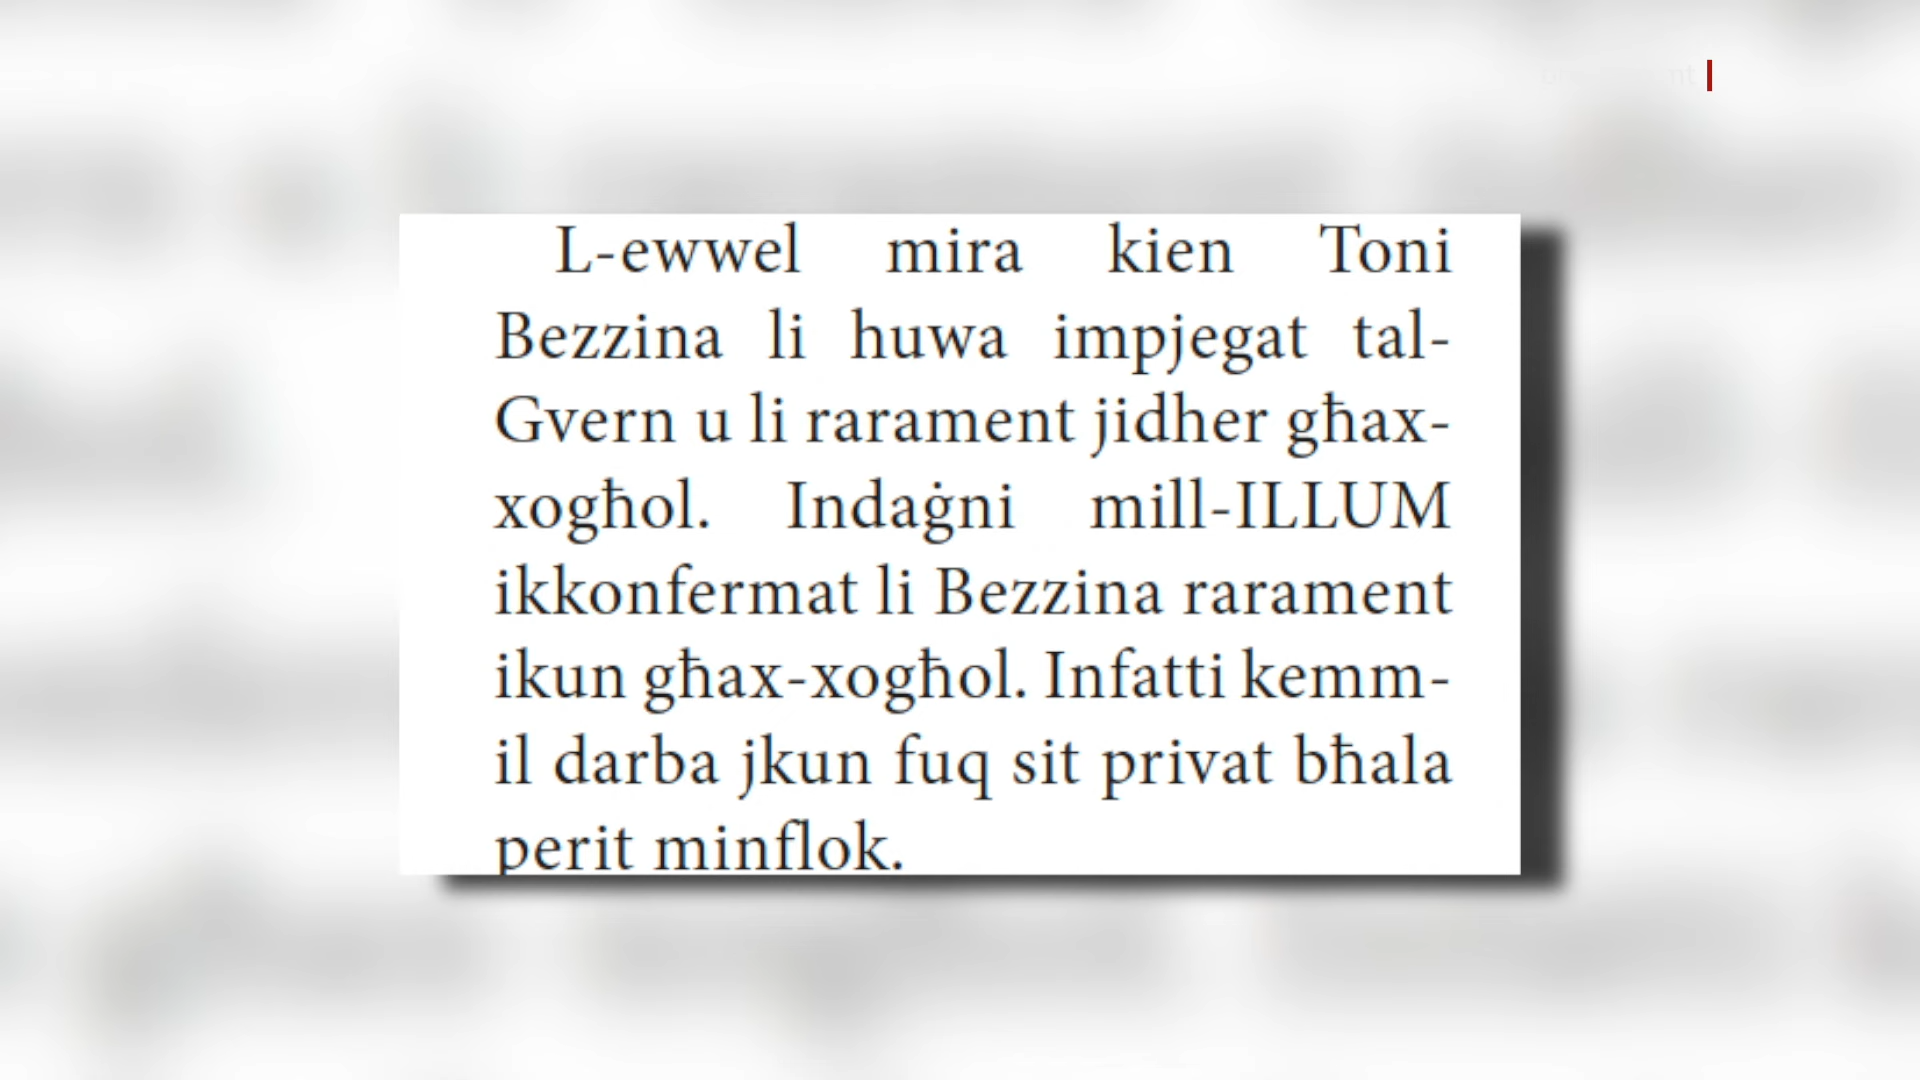 L-ewwel mira kien Toni
Bezzina li huwa impjegat tal-
Gvern u li rarament jidher għax-
xogħol. Indaġni mill-ILLUM
ikkonfermat li Bezzina rarament
ikun għax-xogħol. Infatti kemm-
il darba jkun fuq sit privat bħala
perit minflok.